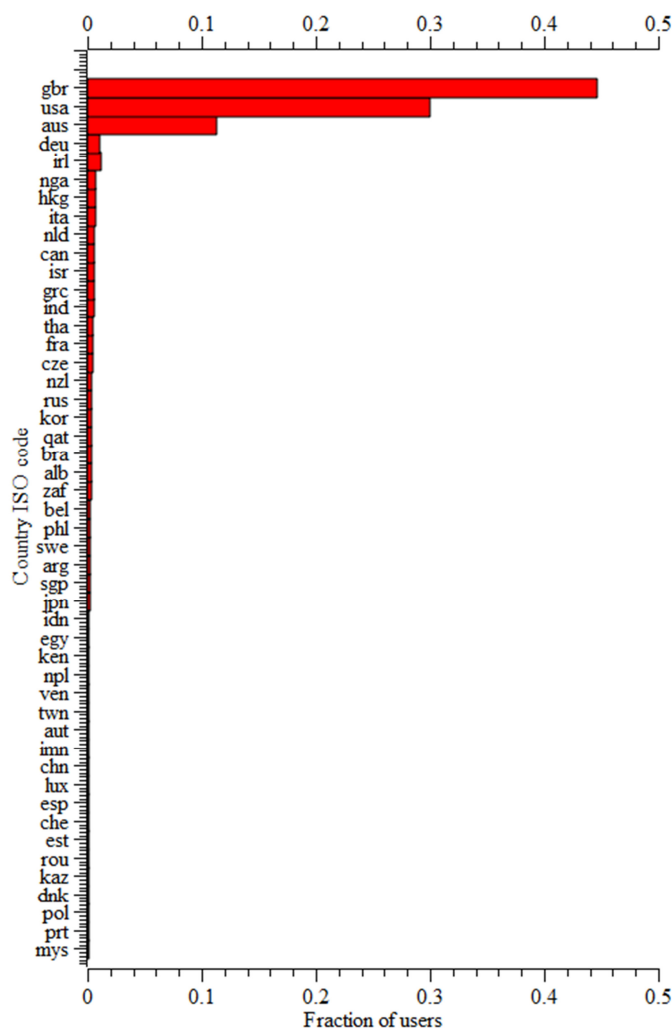 0 0.1 0.2 0.3 0.4 0.5
gbr
usa
aus
deu
irl
nga
hkg
ita
nld
can
isr
grc
ind
tha
fra
cze
nzl
rus
kor
qat
bra
alb
zaf
bel
phl
swe
arg
sgp
jpn
idn
egy
ken
npl
ven
twn
aut
imn
chn
lux
esp
che
est
rou
kaz
dnk
pol
prt
mys
Country ISO code
0 0.1 0.2 0.3 0.4 0.5
Fraction of users